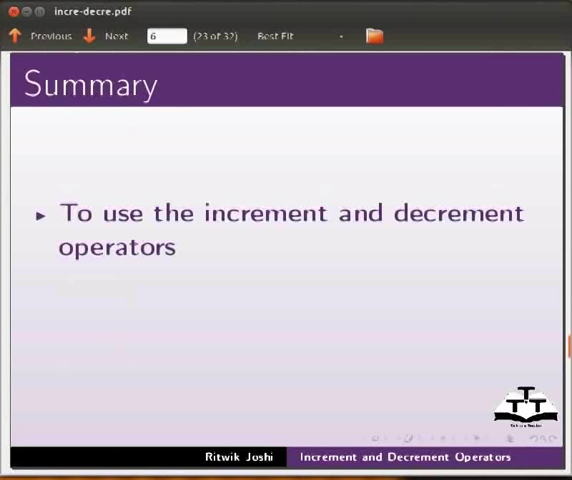 incre-decre.pdf
Previous Next 6 (23 of 32) Best Fit
Summary
To use the increment and decrement
operators
T
T T
Ritwik Joshi Increment and Decrement Operators